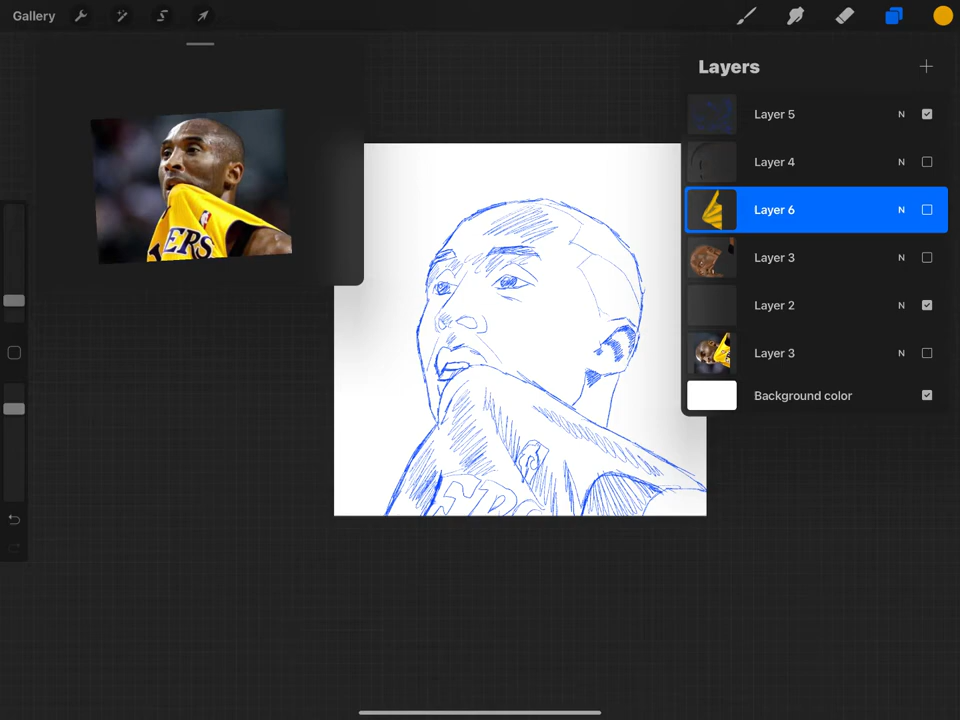 Gallery
Layers
Layer 5 N
Layer 4 N
Layer 6 N
Layer 3 N
Layer 2 N
Layer 3 N
Background color
ERS